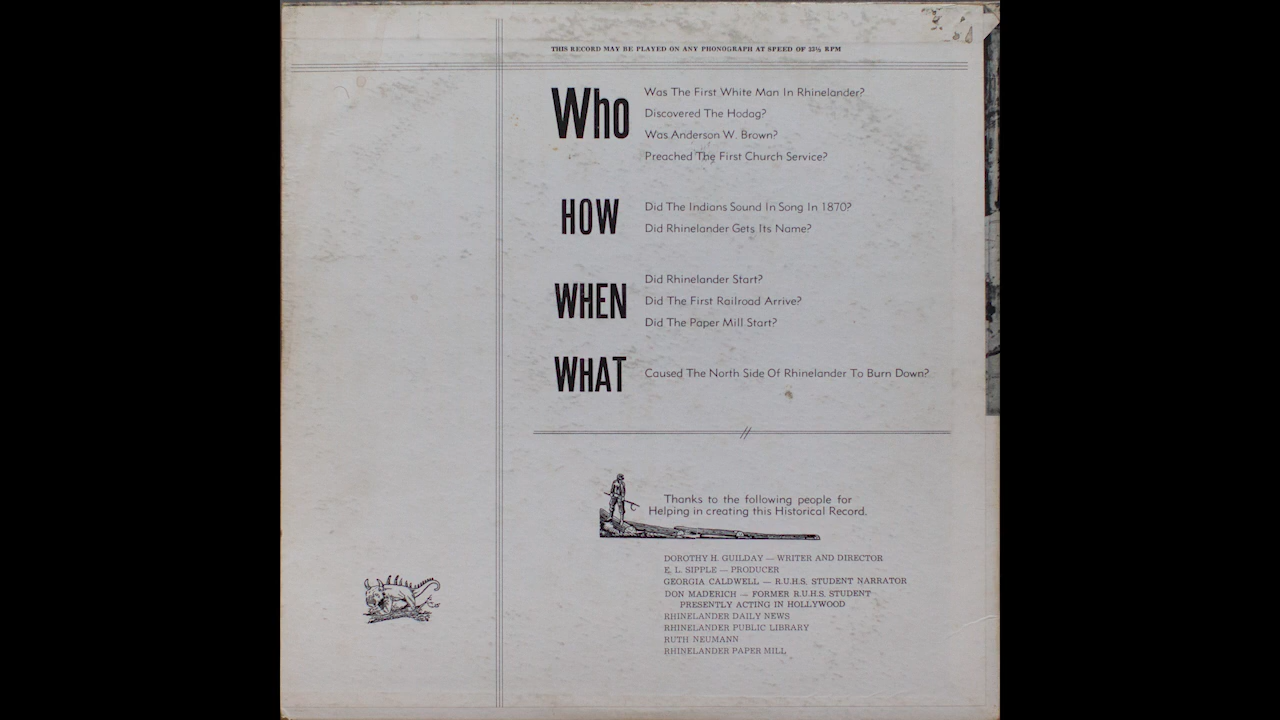 THIS RECORD MAY BE PLAYED ON ANY PHONOGRAPH AT SPEED OF 33⅓ RPM
Who
Was The First White Man In Rhinelander?
Discovered The Hodag?
Was Anderson W. Brown?
Preached The First Church Service?
HOW
Did The Indians Sound In Song In 1870?
Did Rhinelander Gets Its Name?
WHEN
Did Rhinelander Start?
Did The First Railroad Arrive?
Did The Paper Mill Start?
WHAT
Caused The North Side Of Rhinelander To Burn Down?
Thanks to the following people for
Helping in creating this Historical Record.
DOROTHY H. GUILDAY — WRITER AND DIRECTOR
E. L. SIPPLE — PRODUCER
GEORGIA CALDWELL — R.U.H.S. STUDENT NARRATOR
DON MADERICH — FORMER R.U.H.S. STUDENT
PRESENTLY ACTING IN HOLLYWOOD
RHINELANDER DAILY NEWS
RHINELANDER PUBLIC LIBRARY
RUTH NEUMANN
RHINELANDER PAPER MILL